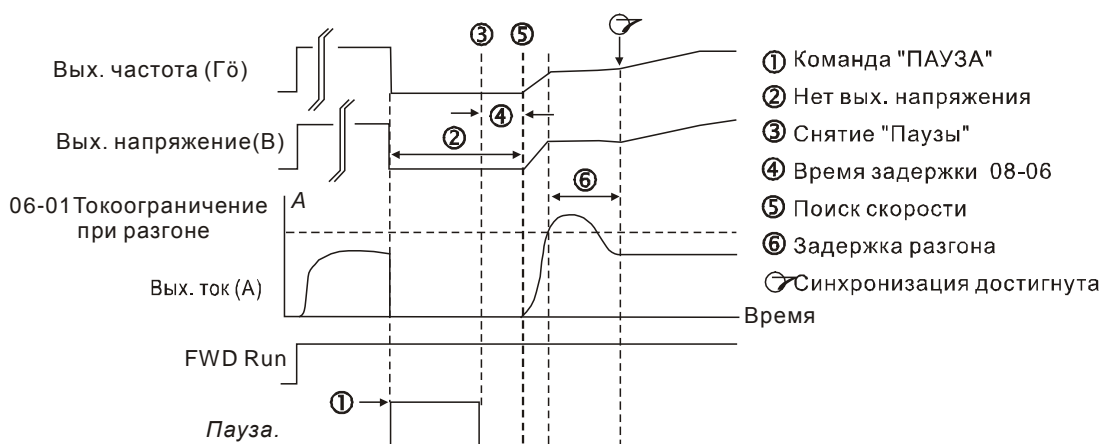 ③ ⑤
Вых. частота (Гö)
④
Вых. напряжение(В)
②
⑥
06-01Токоограничение
при разгоне
А
Вых. ток (А)
Время
FWD Run
①
Пауза.
① Команда "ПАУЗА"
② Нет вых. напряжения
③ Снятие "Паузы"
④ Время задержки 08-06
⑤ Поиск скорости
⑥ Задержка разгона
Синхронизация достигнута